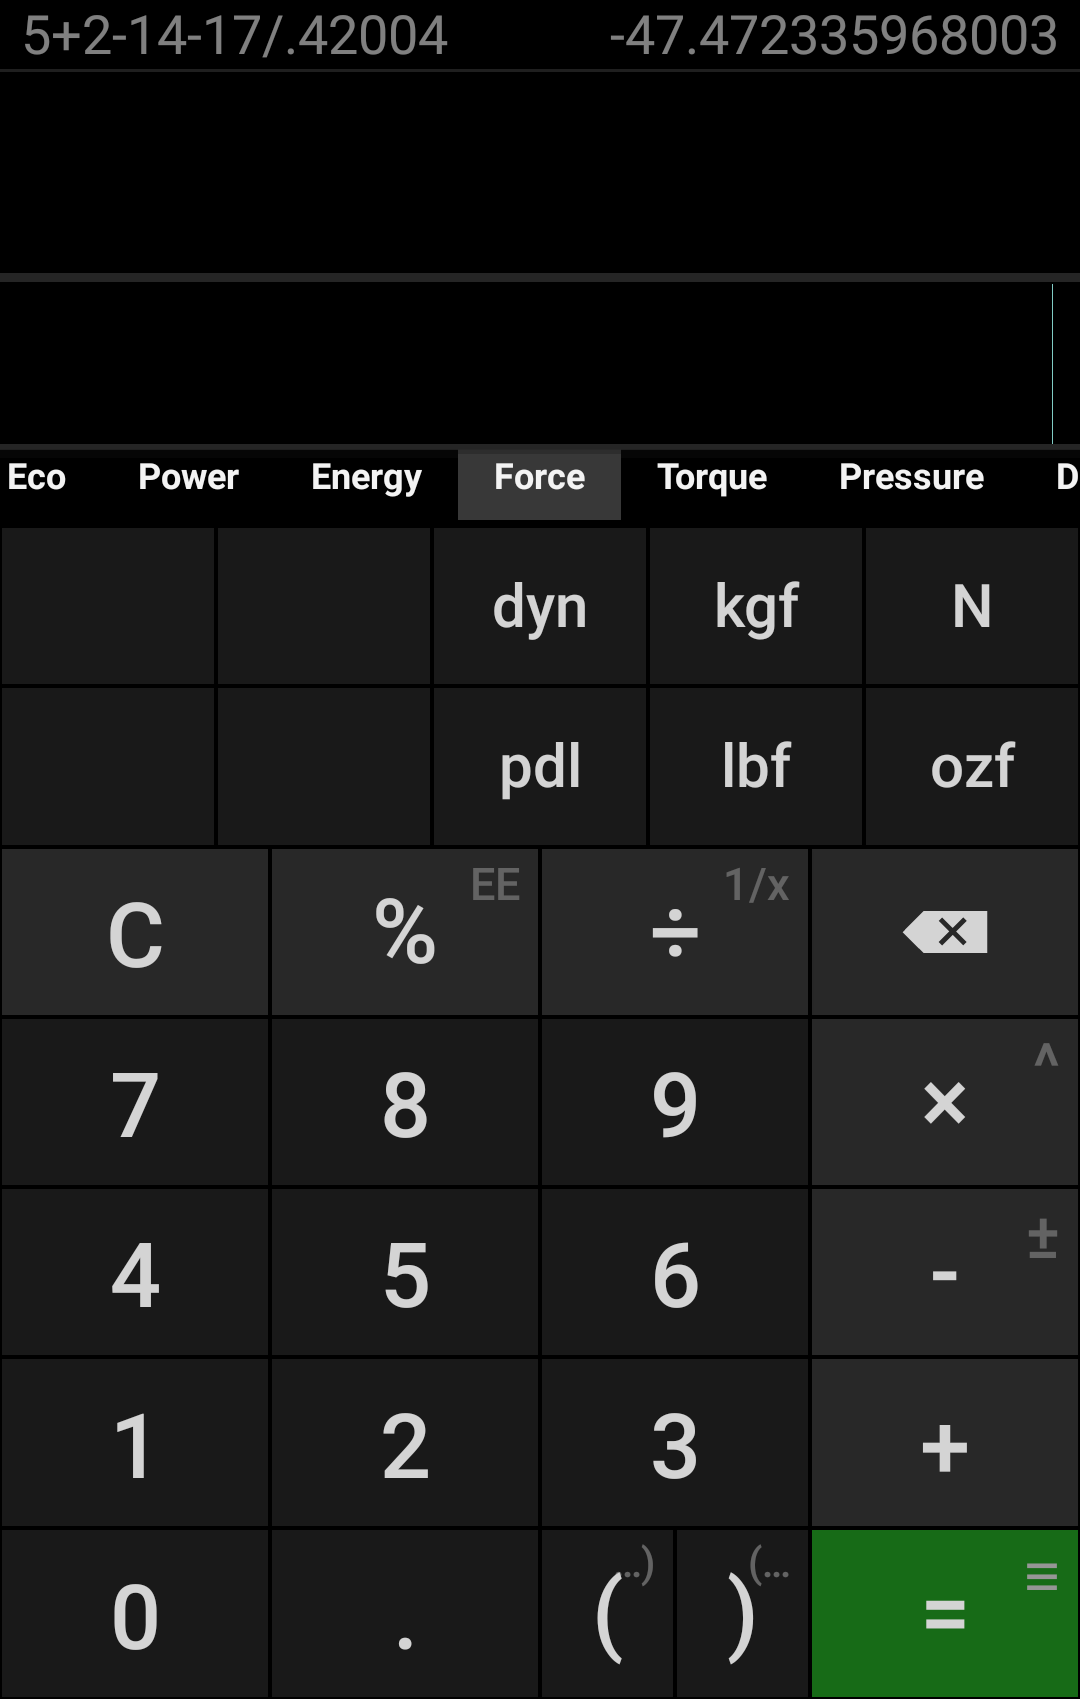 5+2-14-17/.42004 -47.472335968003
Eco Power Energy Force Torque Pressure D
dyn kgf N
pdl lbf ozf
C % EE ÷ 1/x
7 8 9 × ^
4 5 6 - ±
1 2 3 +
0 . ( ..) ) (... = ≡